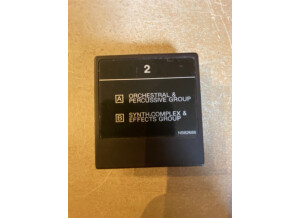 2
A ORCHESTRAL &
PERCUSSIVE GROUP
B SYNTH,COMPLEX &
EFFECTS GROUP